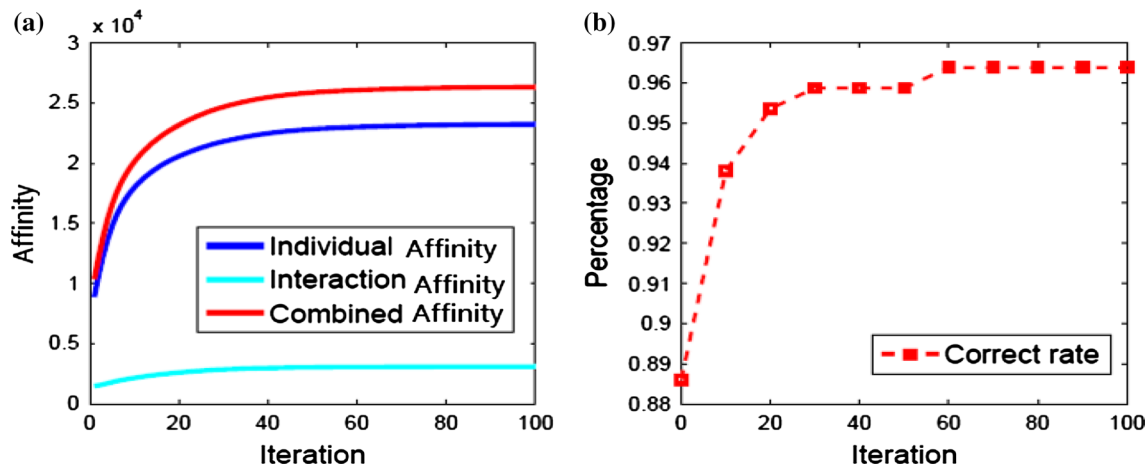 (a)
x 10⁴
3
2.5
2
1.5
1
0.5
0
0 20 40 60 80 100
Affinity
Iteration
Individual Affinity
Interaction Affinity
Combined Affinity
(b)
0.97
0.96
0.95
0.94
0.93
0.92
0.91
0.9
0.89
0.88
0 20 40 60 80 100
Percentage
Iteration
Correct rate